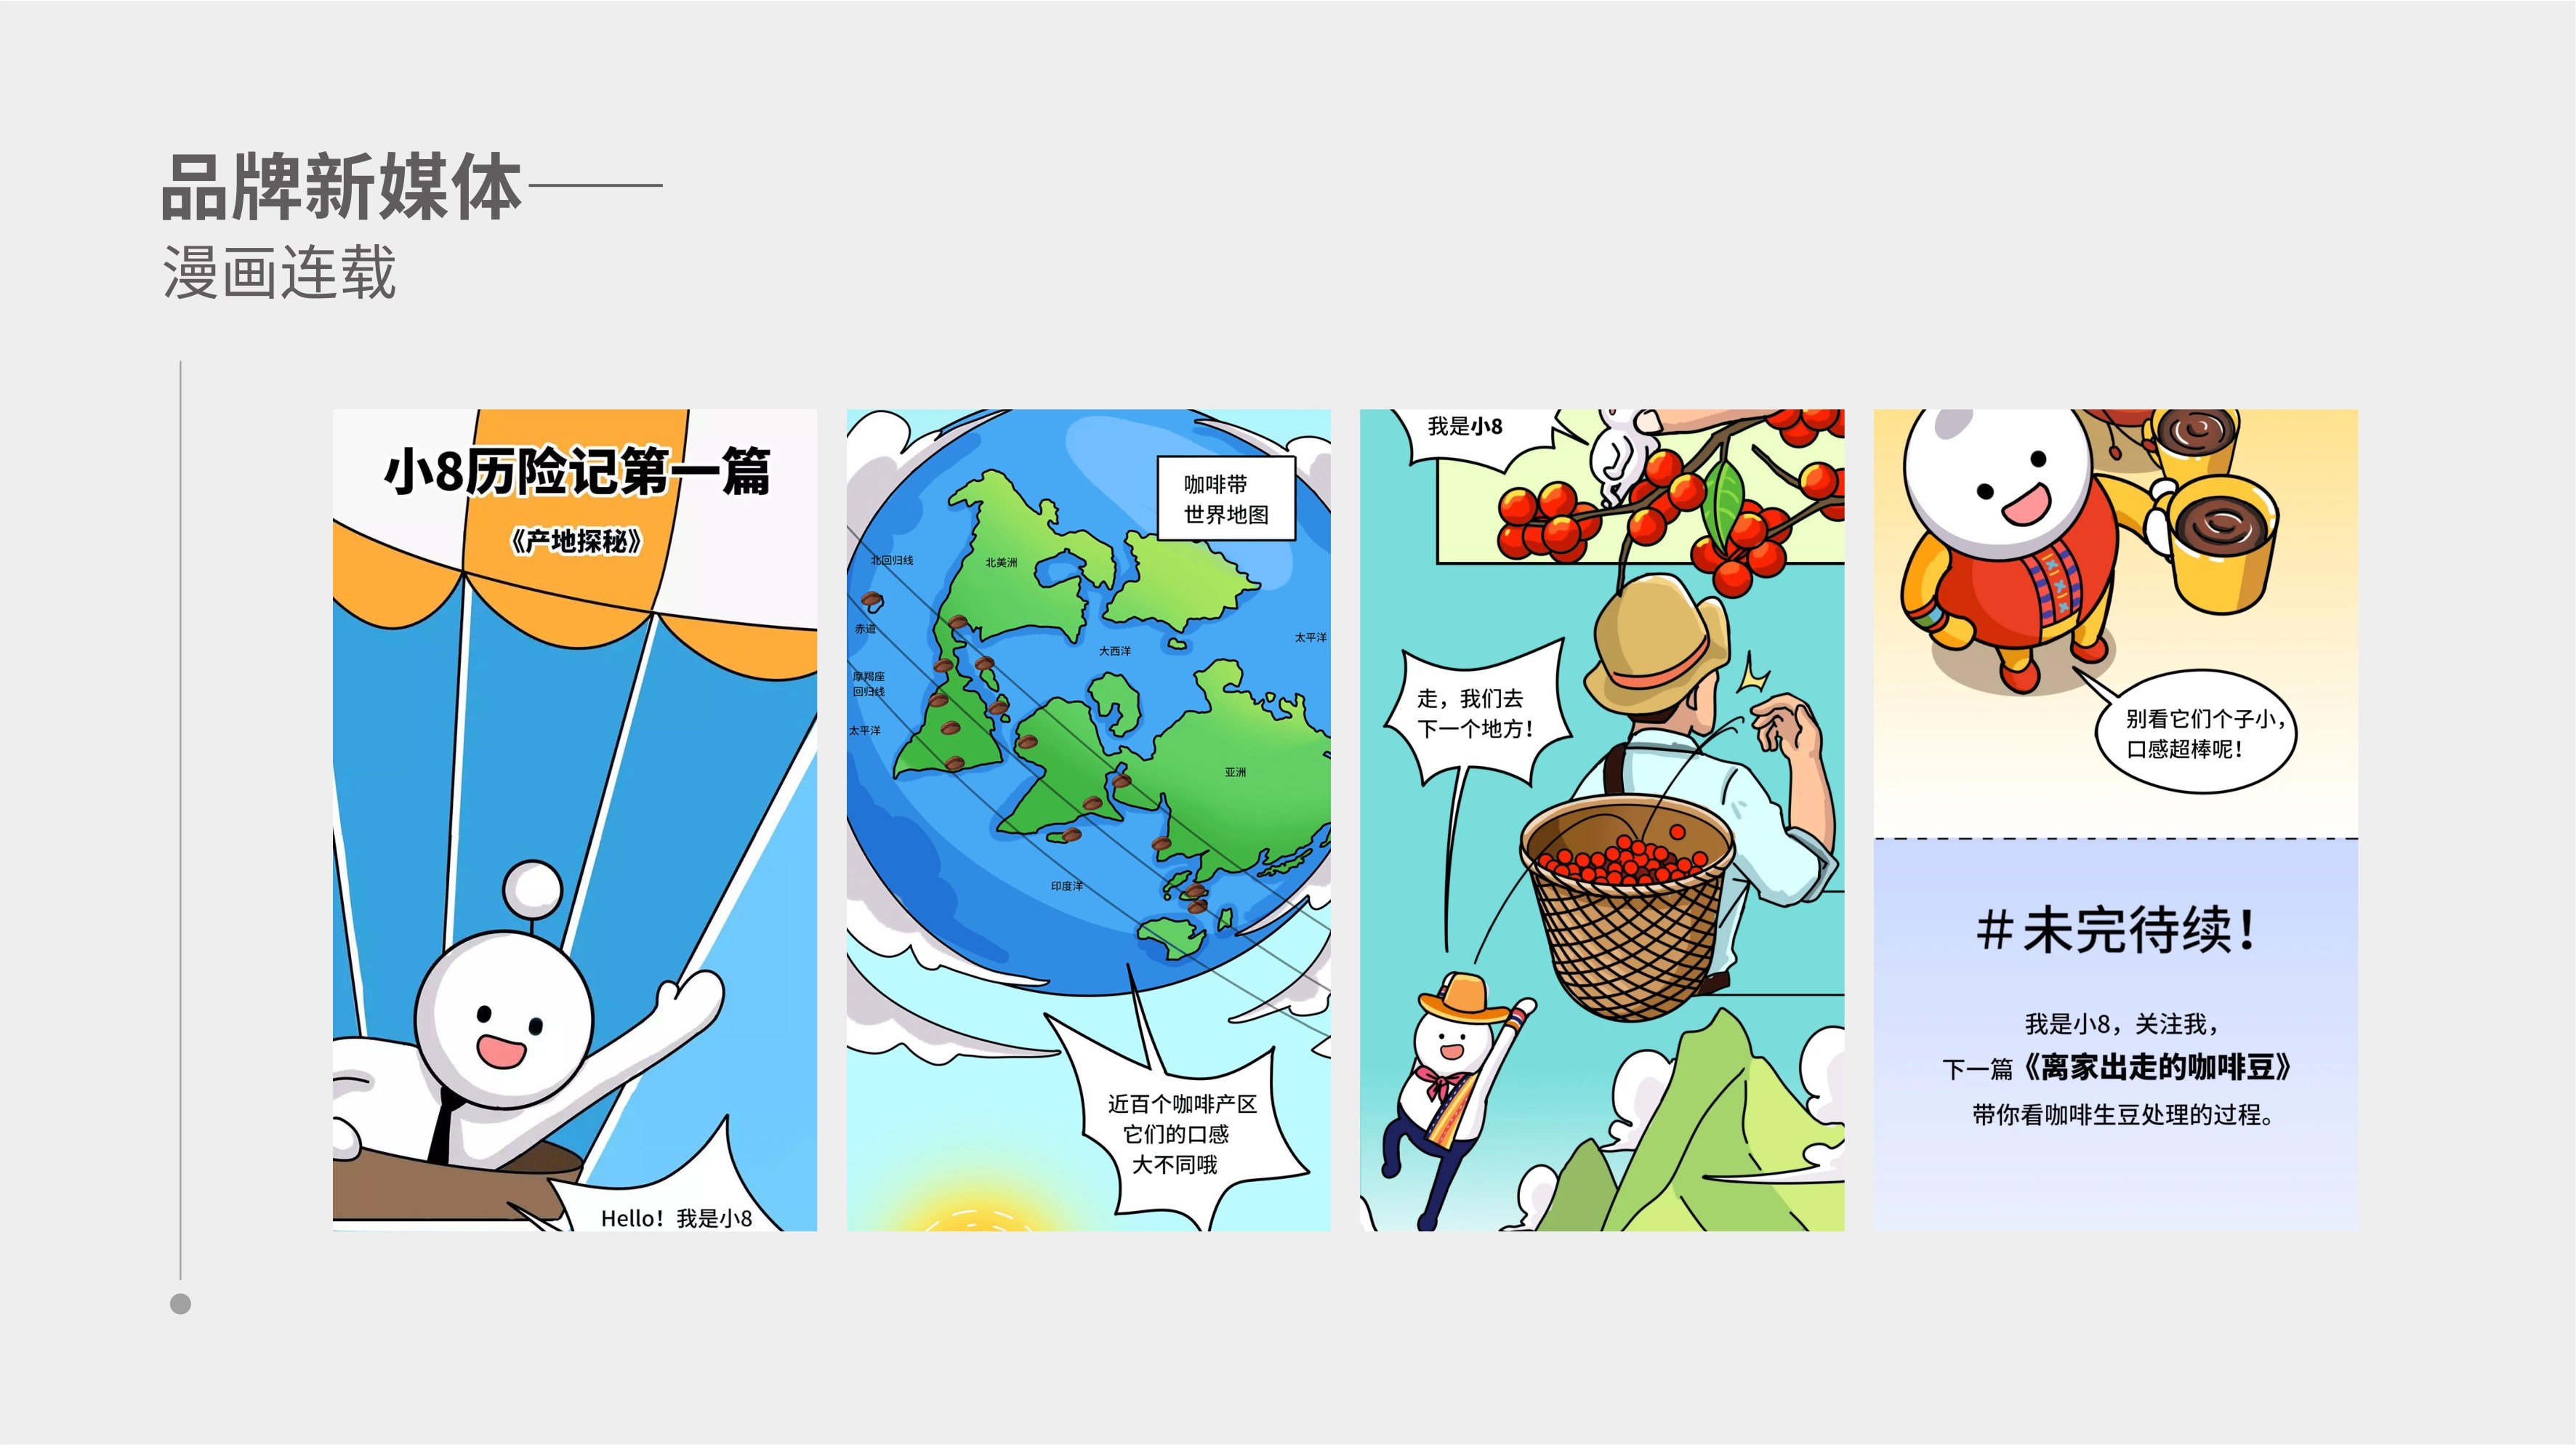 品牌新媒体——
漫画连载
小8历险记第一篇
《产地探秘》
Hello！我是小8
咖啡带
世界地图
北回归线
北美洲
赤道
太平洋
大西洋
摩羯座
回归线
太平洋
亚洲
印度洋
近百个咖啡产区
它们的口感
大不同哦
我是小8
走，我们去
下一个地方！
别看它们个子小，
口感超棒呢！
#未完待续！
我是小8，关注我，
下一篇《离家出走的咖啡豆》
带你看咖啡生豆处理的过程。